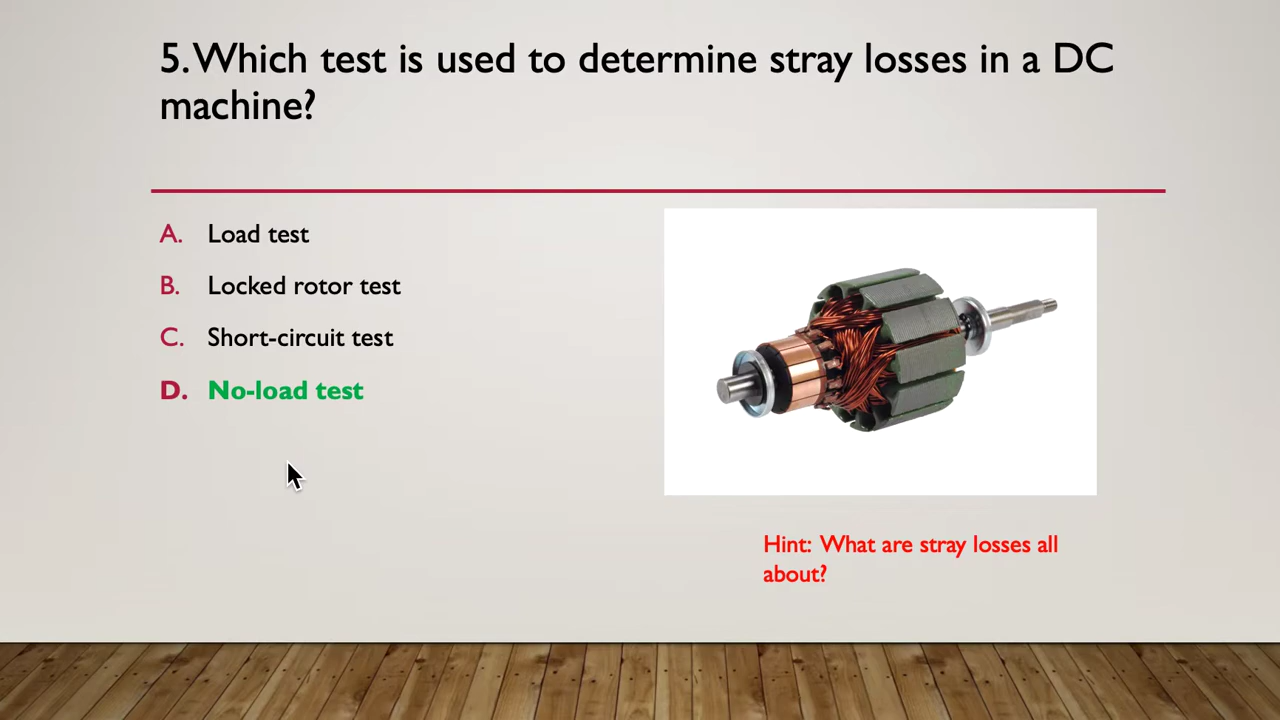 5. Which test is used to determine stray losses in a DC
machine?
A. Load test
B. Locked rotor test
C. Short-circuit test
D. No-load test
Hint: What are stray losses all
about?